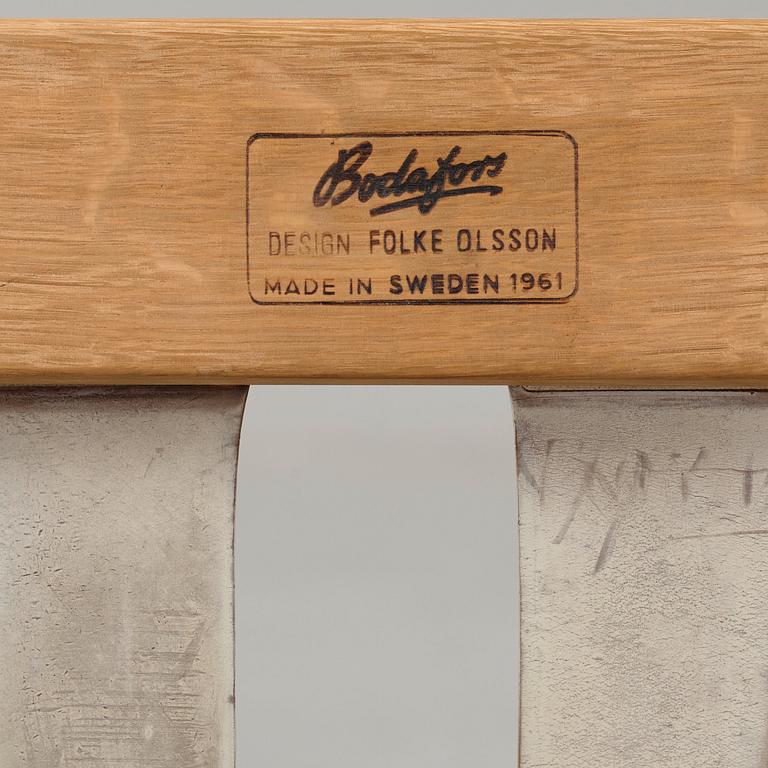 Bodafors
DESIGN FOLKE OLSSON
MADE IN SWEDEN 1961